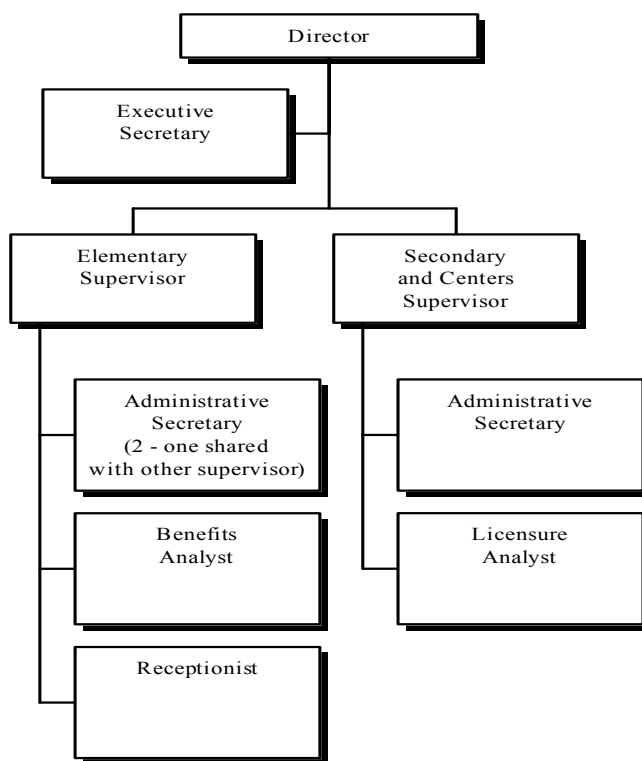 Director
Executive
Secretary
Elementary
Supervisor
Secondary
and Centers
Supervisor
Administrative
Secretary
(2 - one shared
with other supervisor)
Administrative
Secretary
Benefits
Analyst
Licensure
Analyst
Receptionist